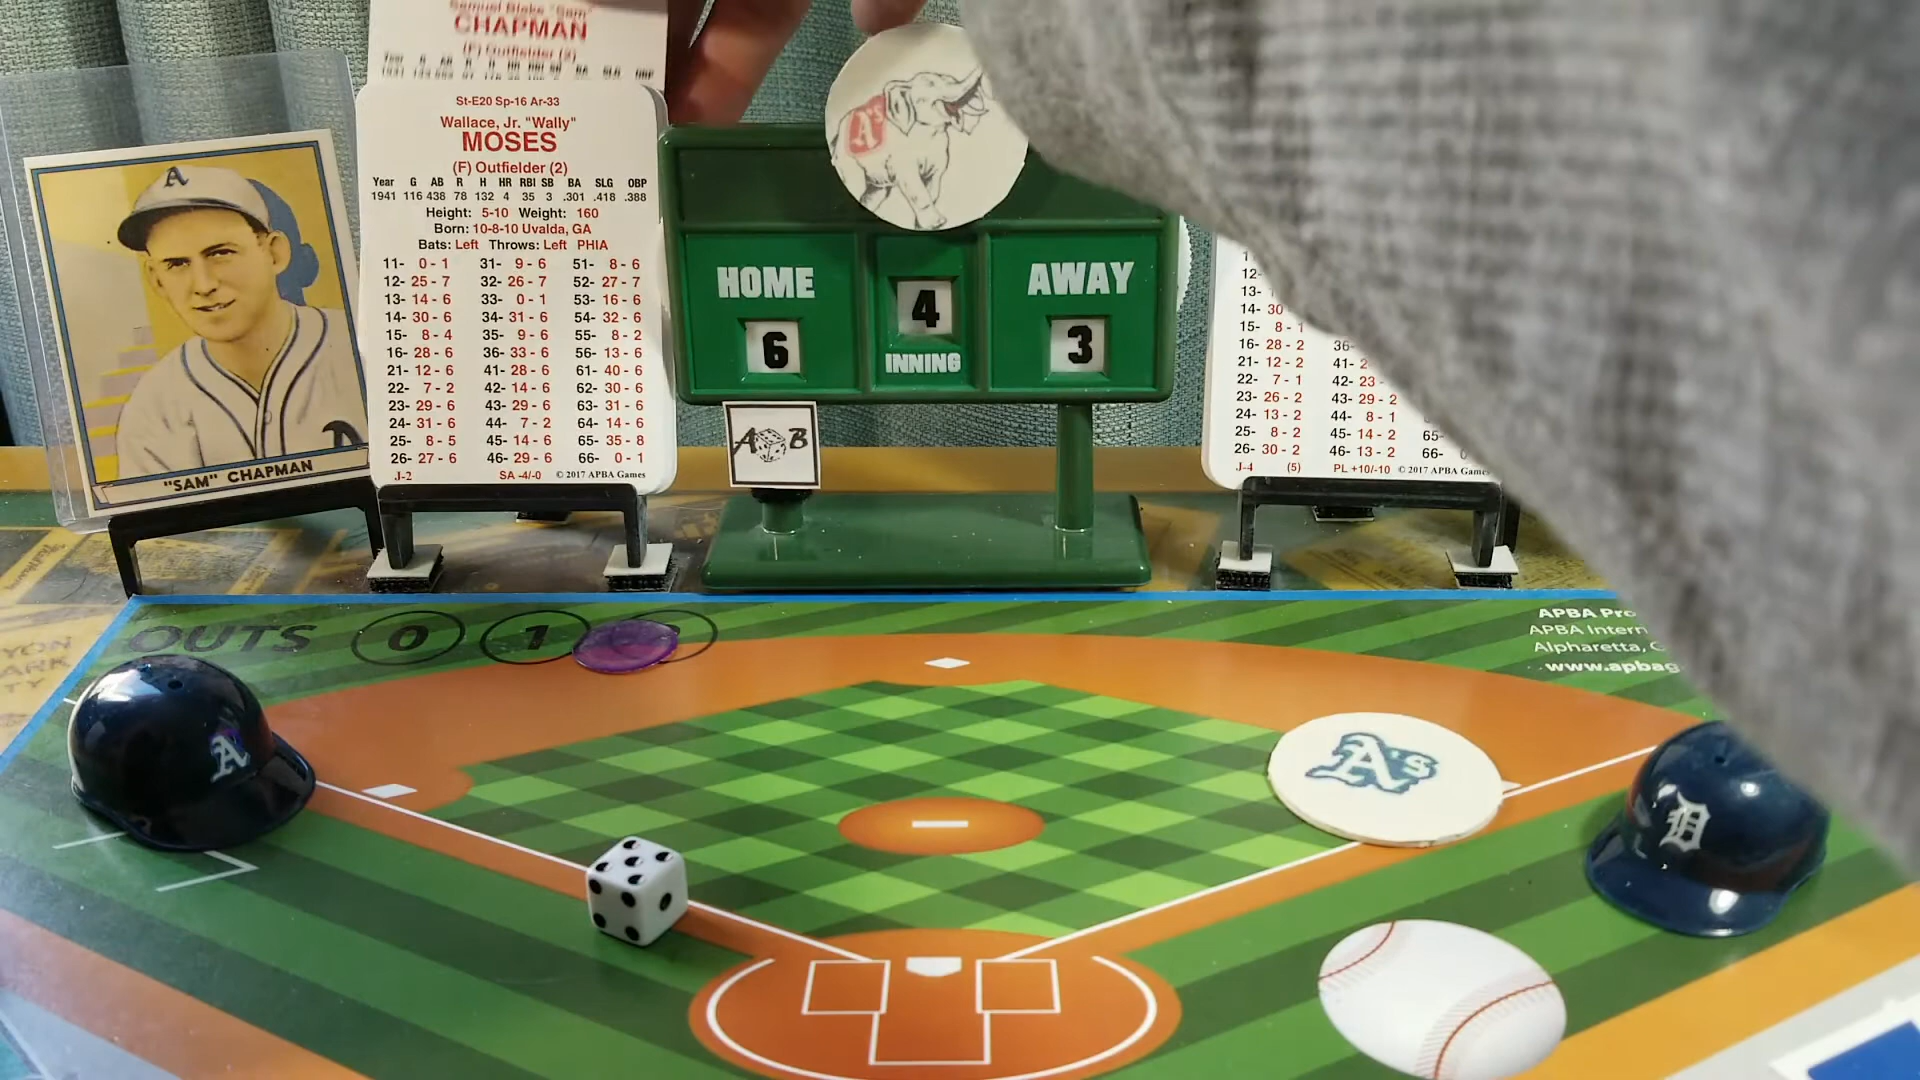 Samuel Blake "Sam"
CHAPMAN
(F) Outfielder (3)
St-E20 Sp-16 Ar-33
Wallace, Jr. "Wally"
MOSES
(F) Outfielder (2)
Year G AB R H HR RBI SB BA SLG OBP
1941 116 438 78 132 4 35 3 .301 .418 .388
Height: 5-10 Weight: 160
Born: 10-8-10 Uvalda, GA
Bats: Left Throws: Left PHIA
11- 0 - 1 31- 9 - 6 51- 8 - 6
12- 25 - 7 32- 26 - 7 52- 27 - 7
13- 14 - 6 33- 0 - 1 53- 16 - 6
14- 30 - 6 34- 31 - 6 54- 32 - 6
15- 8 - 4 35- 9 - 6 55- 8 - 2
16- 28 - 6 36- 33 - 6 56- 13 - 6
21- 12 - 6 41- 28 - 6 61- 40 - 6
22- 7 - 2 42- 14 - 6 62- 30 - 6
23- 29 - 6 43- 29 - 6 63- 31 - 6
24- 31 - 6 44- 7 - 2 64- 14 - 6
25- 8 - 5 45- 14 - 6 65- 35 - 8
26- 27 - 6 46- 29 - 6 66- 0 - 1
J-2 SA -4/-0 © 2017 APBA Games
A
"SAM" CHAPMAN
A's
HOME
6
4
INNING
AWAY
3
A B
12-
13-
14- 30
15- 8 - 1
16- 28 - 2 36-
21- 12 - 2 41-
22- 7 - 1 42- 23 -
23- 26 - 2 43- 29 - 2
24- 13 - 2 44- 8 - 1
25- 8 - 2 45- 14 - 2 65-
26- 30 - 2 46- 13 - 2 66-
J-4 (5) PL +10/-10 © 2017 APBA Games
OUTS 0 1
APBA Pro
APBA Intern
Alpharetta,
www.apbag
A
A's
D